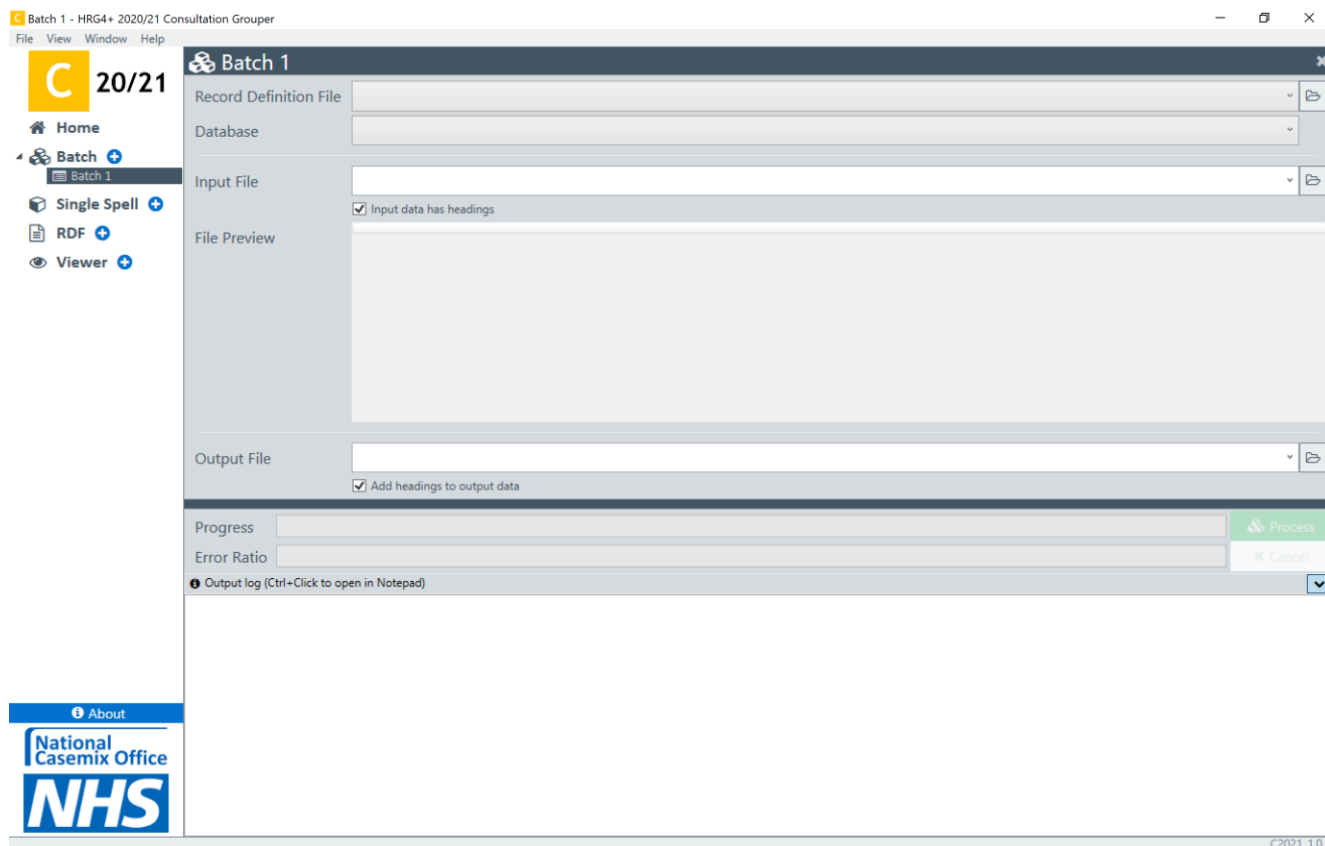 C Batch 1 - HRG4+ 2020/21 Consultation Grouper
File View Window Help
C 20/21
Home
Batch
Batch 1
Single Spell
RDF
Viewer
About
National
Casemix Office
NHS
Batch 1
Record Definition File
Database
Input File
Input data has headings
File Preview
Output File
Add headings to output data
Progress
Process
Error Ratio
Cancel
Output log (Ctrl+Click to open in Notepad)
C2021_1.0